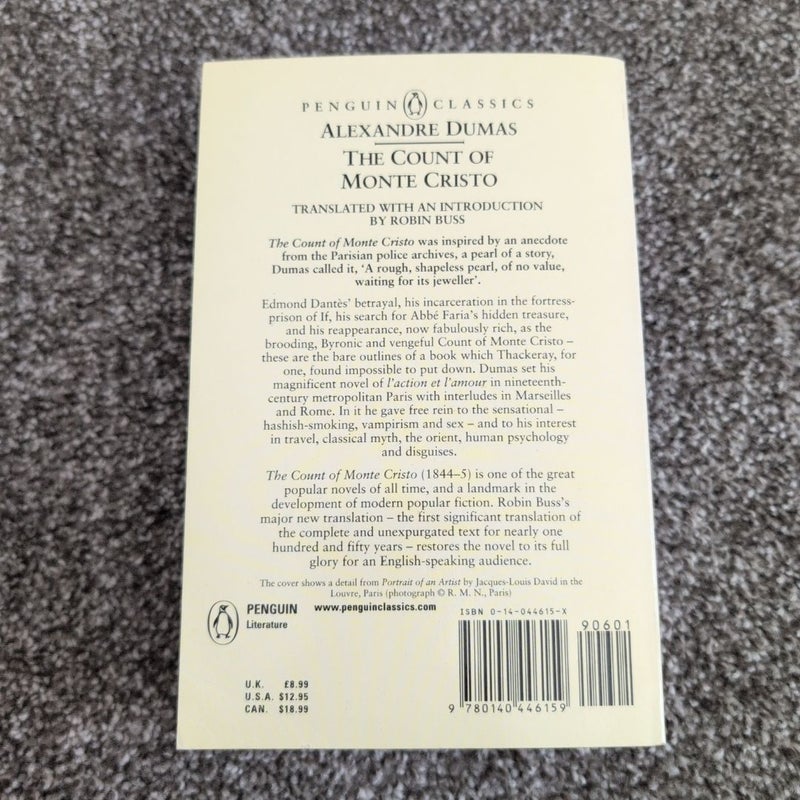 PENGUIN CLASSICS
ALEXANDRE DUMAS
THE COUNT OF
MONTE CRISTO
TRANSLATED WITH AN INTRODUCTION
BY ROBIN BUSS
The Count of Monte Cristo was inspired by an anecdote
from the Parisian police archives, a pearl of a story,
Dumas called it, ‘A rough, shapeless pearl, of no value,
waiting for its jeweller’.
Edmond Dantès’ betrayal, his incarceration in the fortress-
prison of If, his search for Abbé Faria’s hidden treasure,
and his reappearance, now fabulously rich, as the
brooding, Byronic and vengeful Count of Monte Cristo –
these are the bare outlines of a book which Thackeray, for
one, found impossible to put down. Dumas set his
magnificent novel of l’action et l’amour in nineteenth-
century metropolitan Paris with interludes in Marseilles
and Rome. In it he gave free rein to the sensational –
hashish-smoking, vampirism and sex – and to his interest
in travel, classical myth, the orient, human psychology
and disguises.
The Count of Monte Cristo (1844–5) is one of the great
popular novels of all time, and a landmark in the
development of modern popular fiction. Robin Buss’s
major new translation – the first significant translation of
the complete and unexpurgated text for nearly one
hundred and fifty years – restores the novel to its full
glory for an English-speaking audience.
The cover shows a detail from Portrait of an Artist by Jacques-Louis David in the
Louvre, Paris (photograph © R. M. N., Paris)
PENGUIN
Literature
www.penguinclassics.com
ISBN 0-14-044615-X
90601
U.K. £8.99
U.S.A. $12.95
CAN. $18.99
9 780140 446159